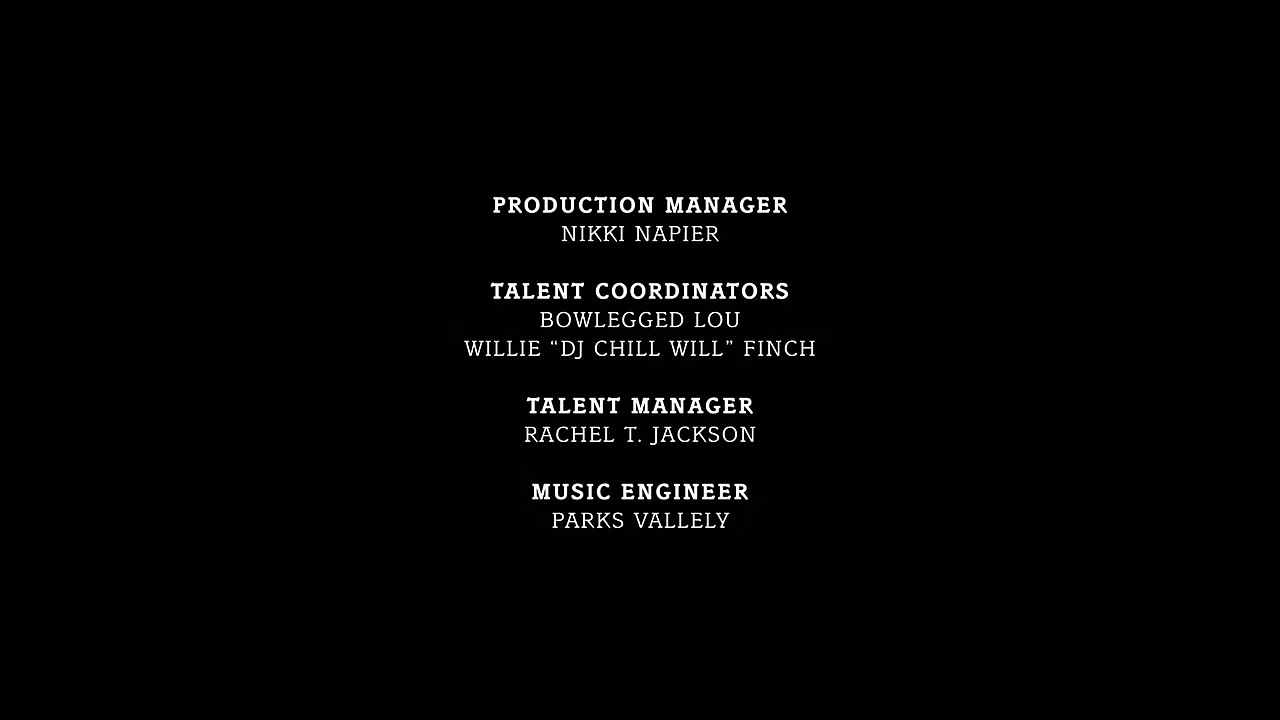 PRODUCTION MANAGER
NIKKI NAPIER
TALENT COORDINATORS
BOWLEGGED LOU
WILLIE “DJ CHILL WILL” FINCH
TALENT MANAGER
RACHEL T. JACKSON
MUSIC ENGINEER
PARKS VALLELY